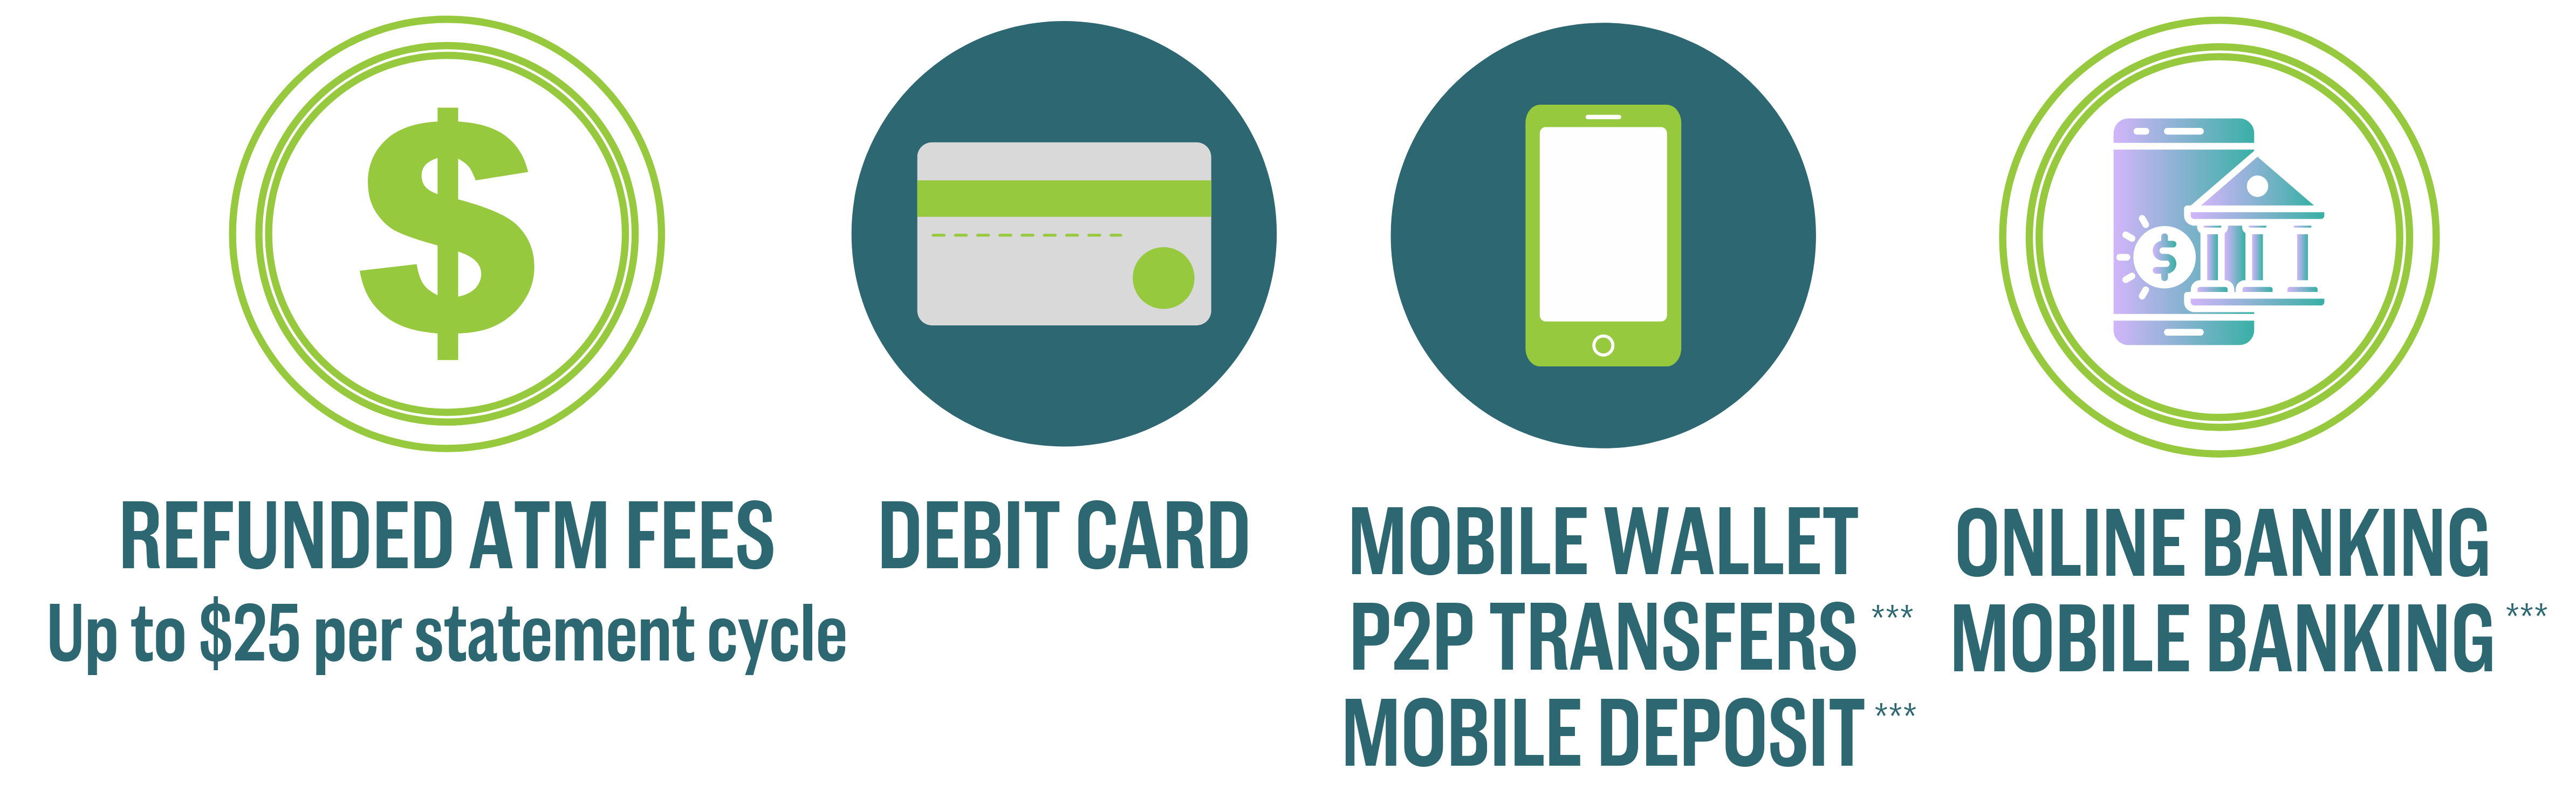 $
REFUNDED ATM FEES
Up to $25 per statement cycle
DEBIT CARD
MOBILE WALLET
P2P TRANSFERS ***
MOBILE DEPOSIT ***
$
ONLINE BANKING
MOBILE BANKING ***